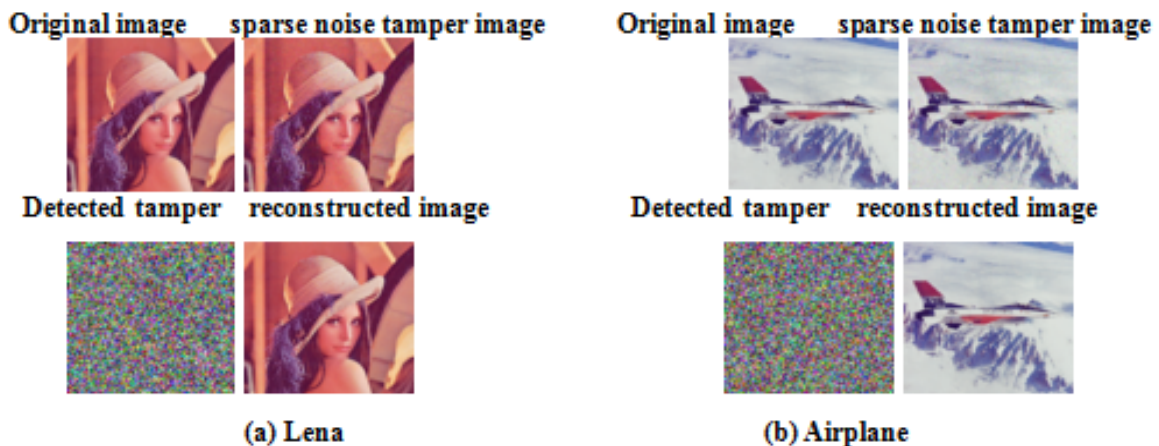 Original image sparse noise tamper image
Detected tamper reconstructed image
(a) Lena
Original image sparse noise tamper image
Detected tamper reconstructed image
(b) Airplane